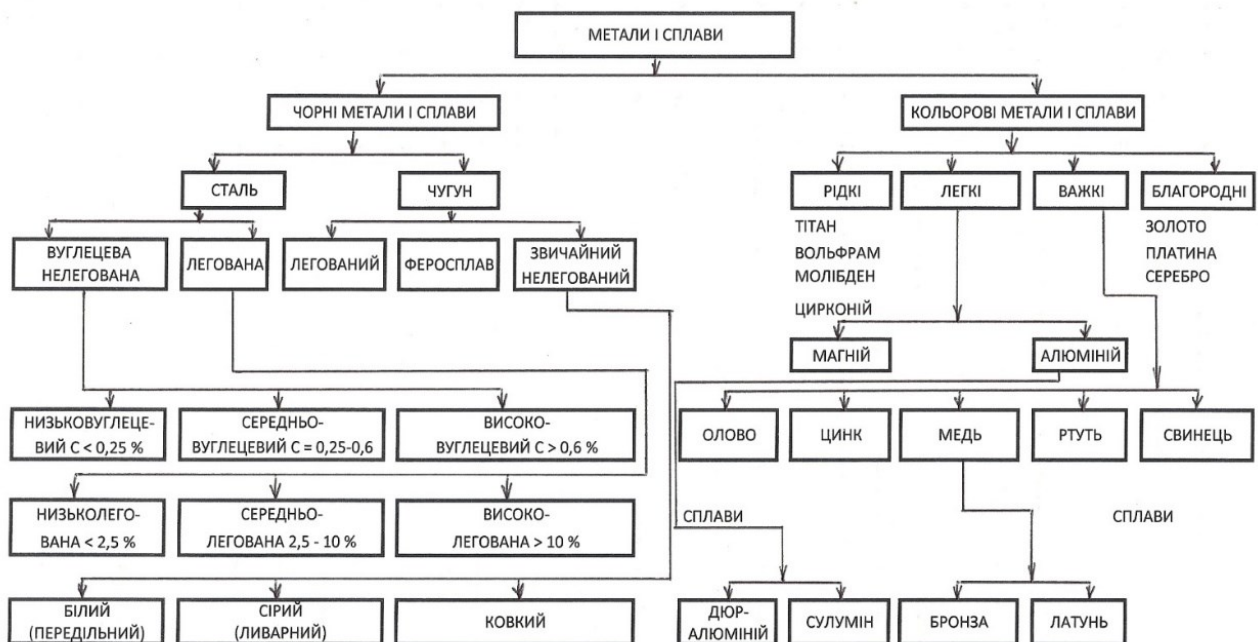 МЕТАЛИ І СПЛАВИ
ЧОРНІ МЕТАЛИ І СПЛАВИ
КОЛЬОРОВІ МЕТАЛИ І СПЛАВИ
СТАЛЬ
ЧУГУН
РІДКІ
ЛЕГКІ
ВАЖКІ
БЛАГОРОДНІ
ТІТАН
ВОЛЬФРАМ
МОЛІБДЕН
ЦИРКОНІЙ
ЗОЛОТО
ПЛАТИНА
СЕРЕБРО
ВУГЛЕЦЕВА
НЕЛЕГОВАНА
ЛЕГОВАНА
ЛЕГОВАНИЙ
ФЕРОСПЛАВ
ЗВИЧАЙНИЙ
НЕЛЕГОВАНИЙ
МАГНІЙ
АЛЮМІНІЙ
НИЗЬКОВУГЛЕЦЕ-
ВИЙ С < 0,25 %
СЕРЕДНЬО-
ВУГЛЕЦЕВИЙ С = 0,25-0,6
ВИСОКО-
ВУГЛЕЦЕВИЙ С > 0,6 %
ОЛОВО
ЦИНК
МЕДЬ
РТУТЬ
СВИНЕЦЬ
НИЗЬКОЛЕГО-
ВАНА < 2,5 %
СЕРЕДНЬО-
ЛЕГОВАНА 2,5 - 10 %
ВИСОКО-
ЛЕГОВАНА > 10 %
СПЛАВИ
СПЛАВИ
БІЛИЙ
(ПЕРЕДІЛЬНИЙ)
СІРИЙ
(ЛИВАРНИЙ)
КОВКИЙ
ДЮР-
АЛЮМІНІЙ
СУЛУМІН
БРОНЗА
ЛАТУНЬ